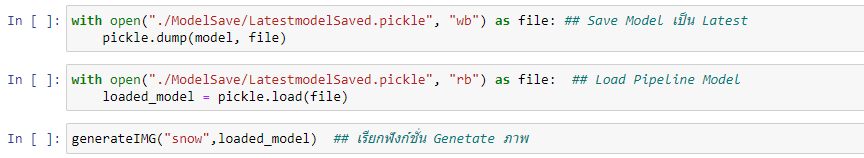 In [ ]: with open("./ModelSave/LatestmodelSaved.pickle", "wb") as file: ## Save Model เป็น Latest
pickle.dump(model, file)
In [ ]: with open("./ModelSave/LatestmodelSaved.pickle", "rb") as file:  ## Load Pipeline Model
loaded_model = pickle.load(file)
In [ ]: generateIMG("snow",loaded_model)  ## เรียกฟังก์ชั่น Genetate ภาพ